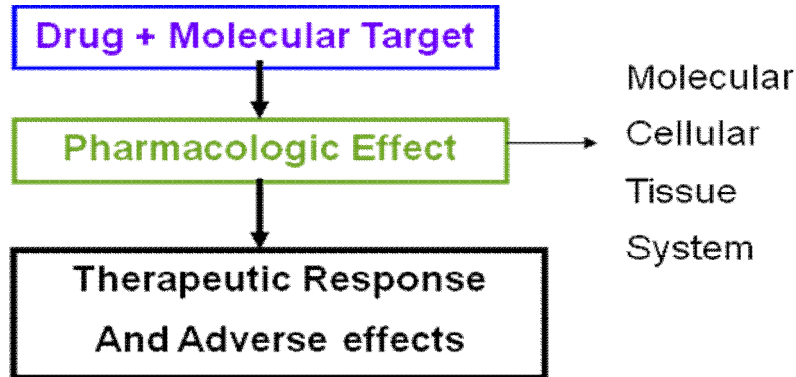 Drug + Molecular Target
Pharmacologic Effect
Molecular
Cellular
Tissue
System
Therapeutic Response
And Adverse effects